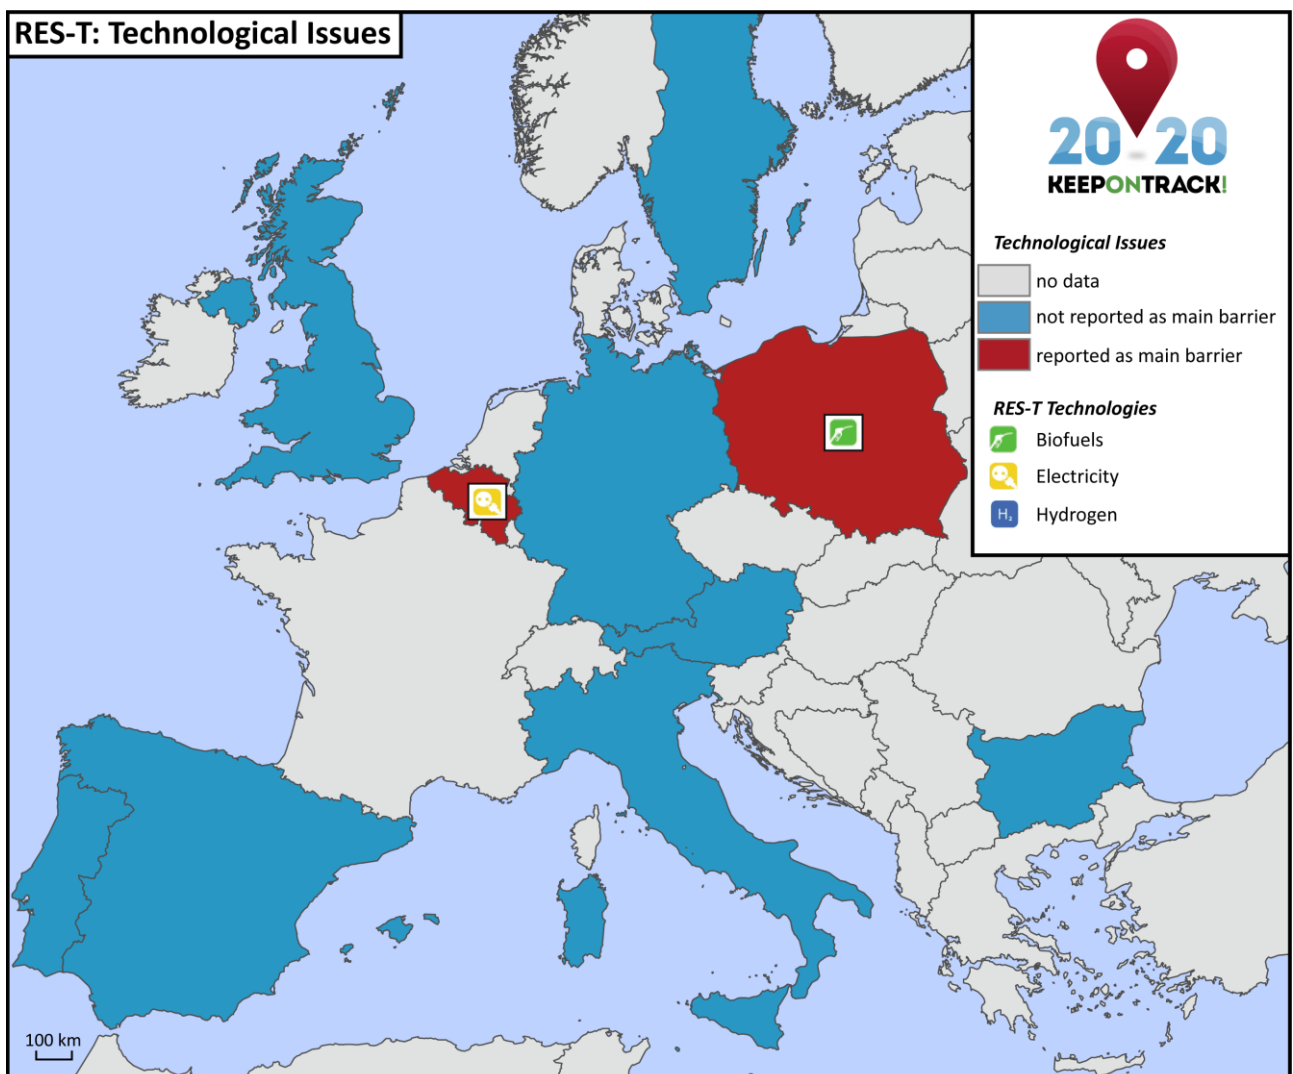 RES-T: Technological Issues
20 20
KEEPONTRACK!
Technological Issues
no data
not reported as main barrier
reported as main barrier
RES-T Technologies
Biofuels
Electricity
H₂ Hydrogen
100 km